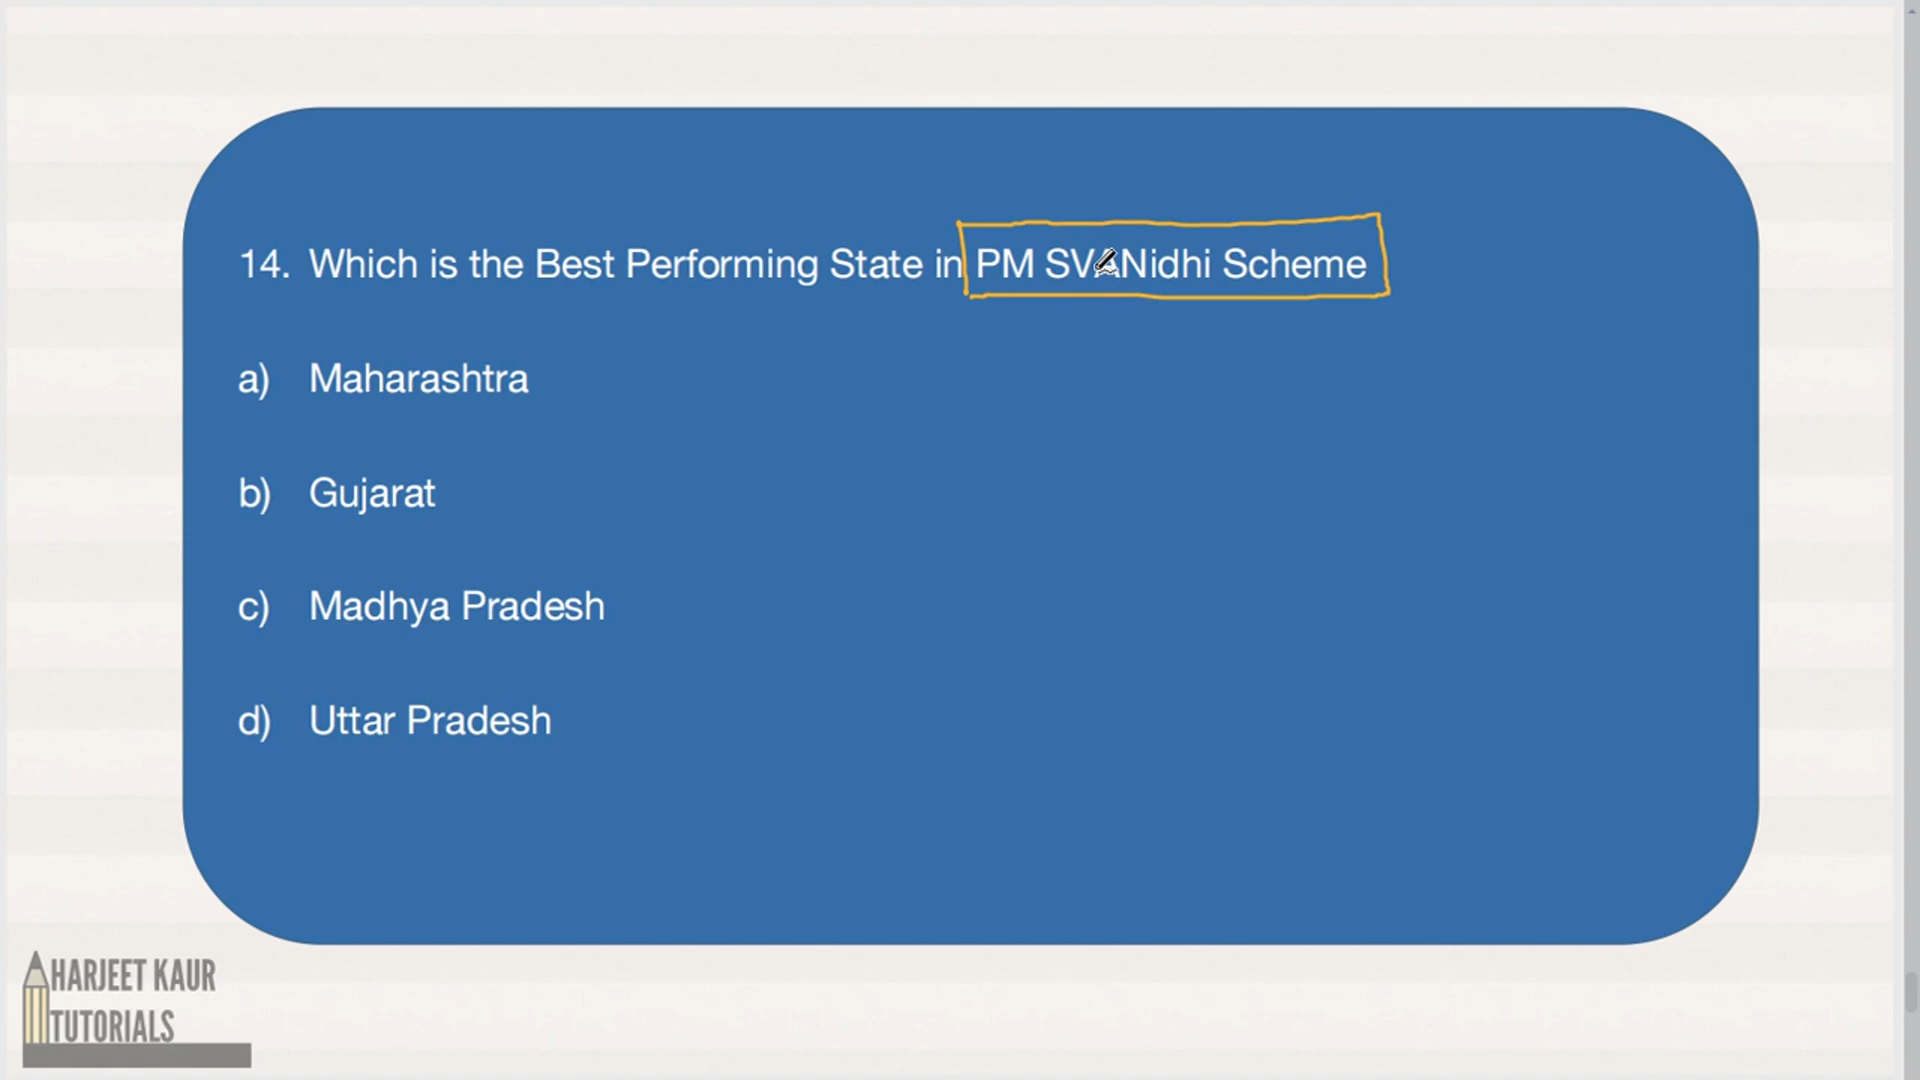 14. Which is the Best Performing State in PM SVANidhi Scheme
a) Maharashtra
b) Gujarat
c) Madhya Pradesh
d) Uttar Pradesh
HARJEET KAUR
TUTORIALS